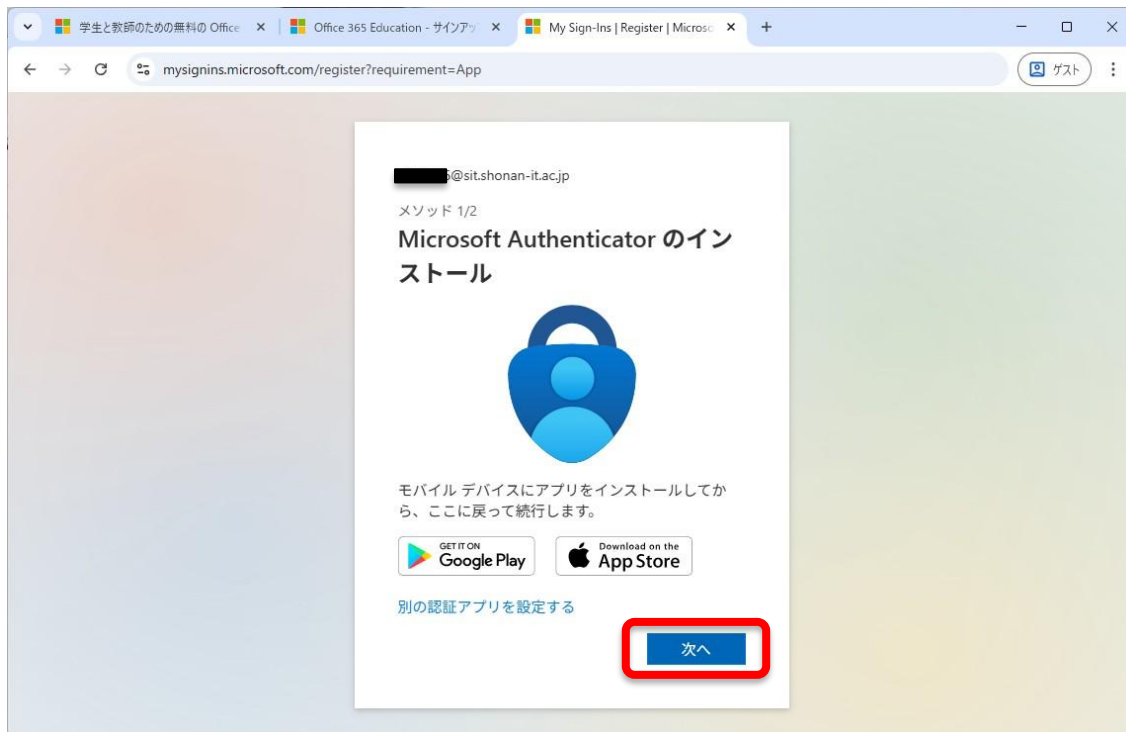 学生と教師のための無料の Office
Office 365 Education - サインアッ
My Sign-Ins | Register | Microso
mysignins.microsoft.com/register?requirement=App
ゲスト
6@sit.shonan-it.ac.jp
メソッド 1/2
Microsoft Authenticator のイン
ストール
モバイル デバイスにアプリをインストールしてか
ら、ここに戻って続行します。
GET IT ON
Google Play
Download on the
App Store
別の認証アプリを設定する
次へ